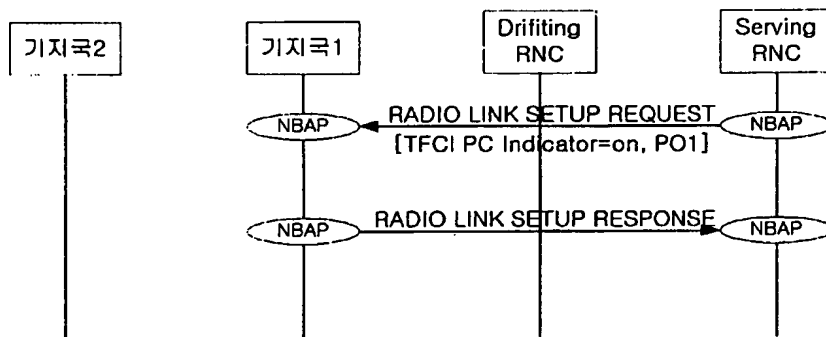 기지국2
기지국1
Drifiting
RNC
Serving
RNC
NBAP
RADIO LINK SETUP REQUEST
NBAP
[TFCI PC Indicator=on, PO1]
NBAP
RADIO LINK SETUP RESPONSE
NBAP